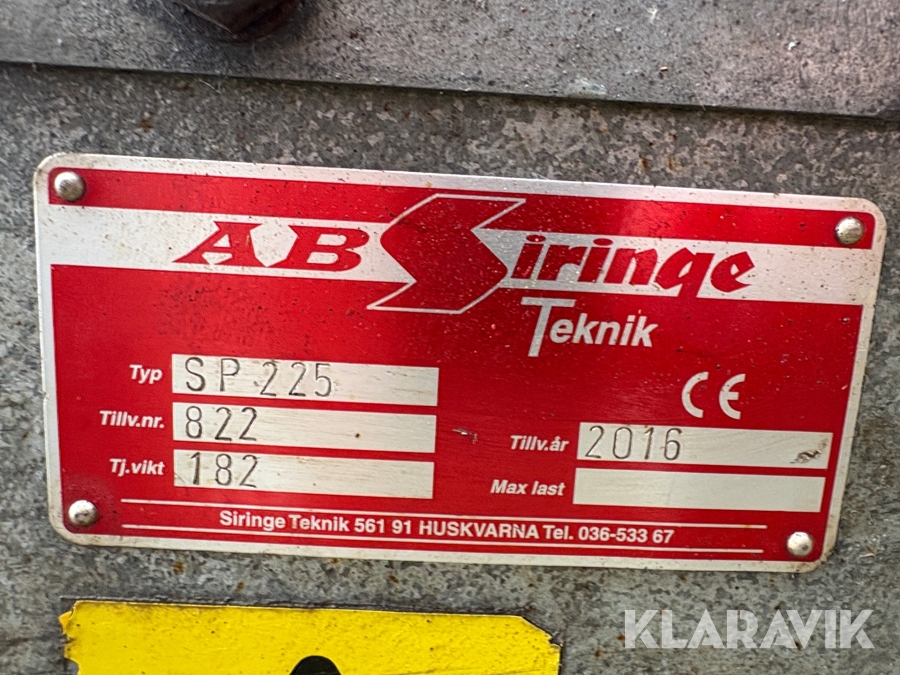 AB Siringe
Teknik
Typ SP 225
Tillv.nr. 822
Tillv.år 2016
Tj.vikt 182
Max last
CE
Siringe Teknik 561 91 HUSKVARNA Tel. 036-533 67
KLARAVIK